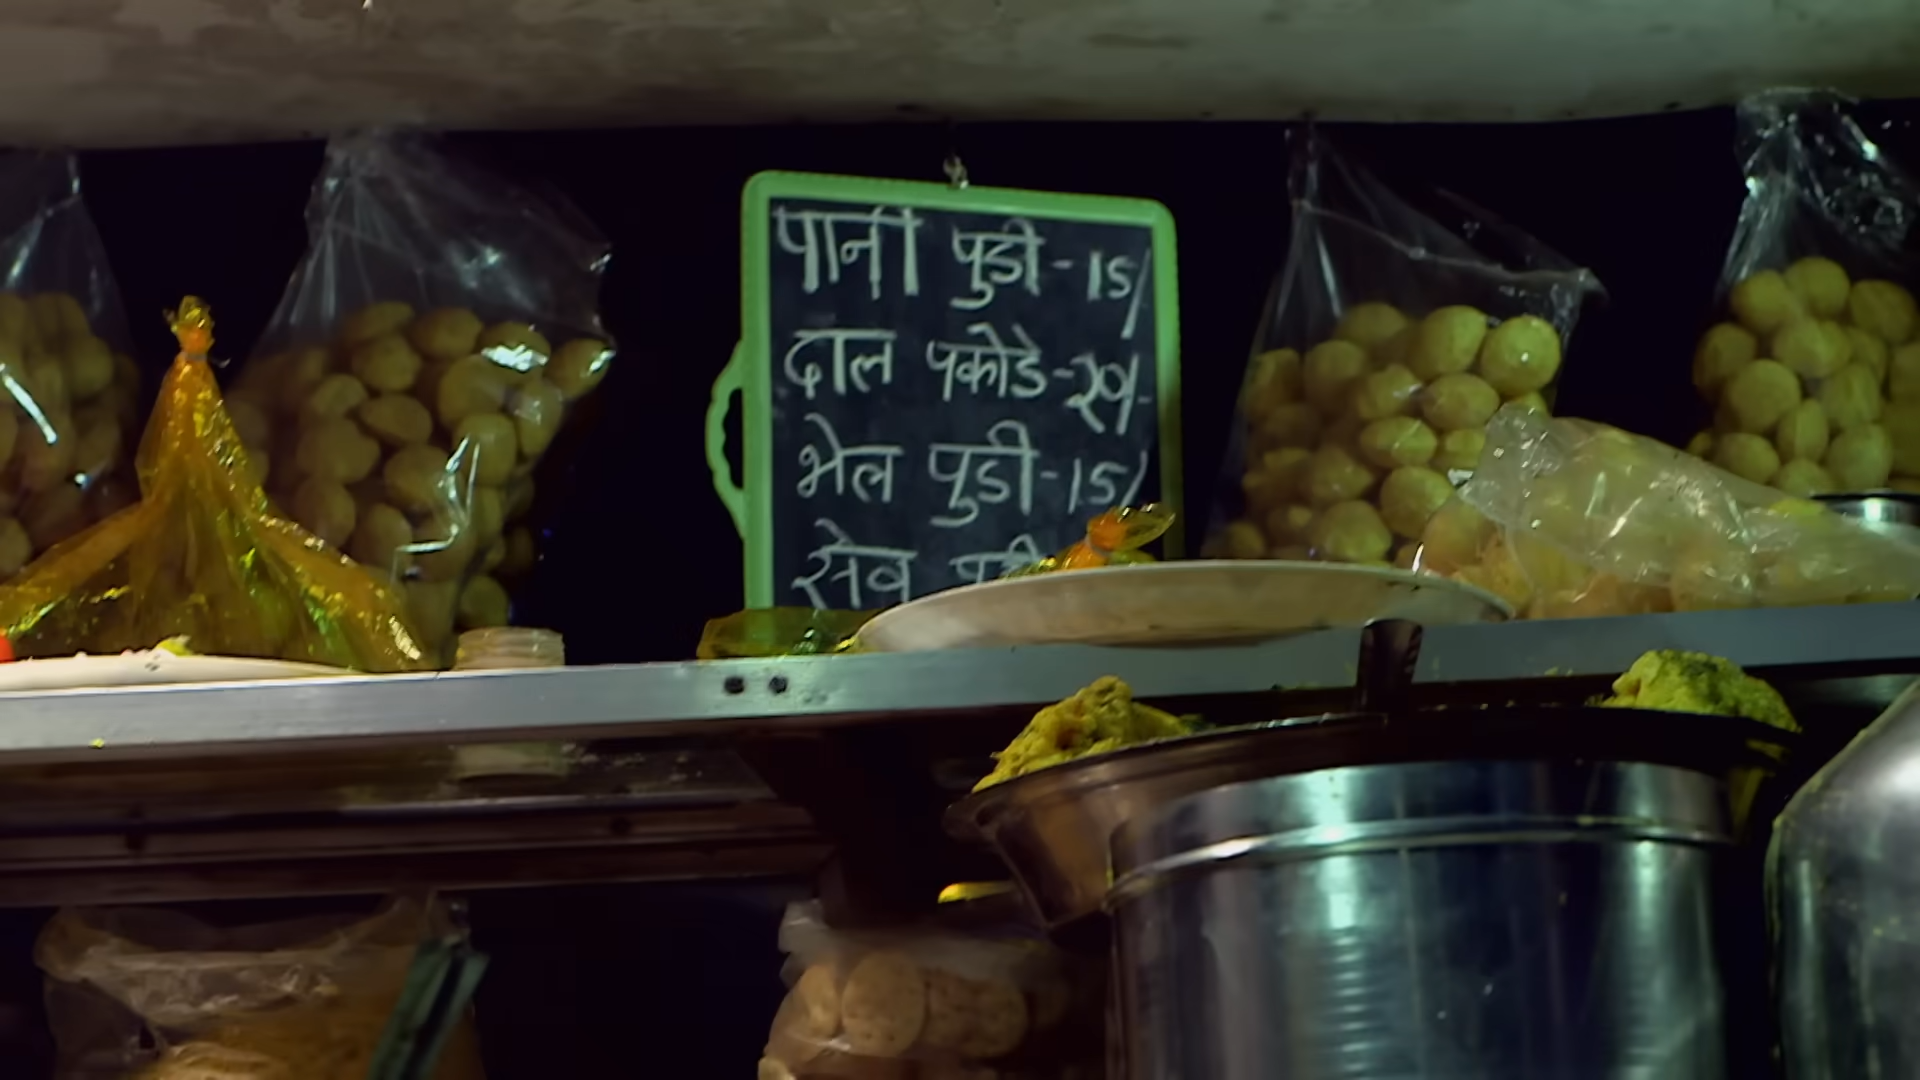 पानी पुडी - 15/
दाल पकोडे - २०/-
भेल पुडी - 15/
सेव